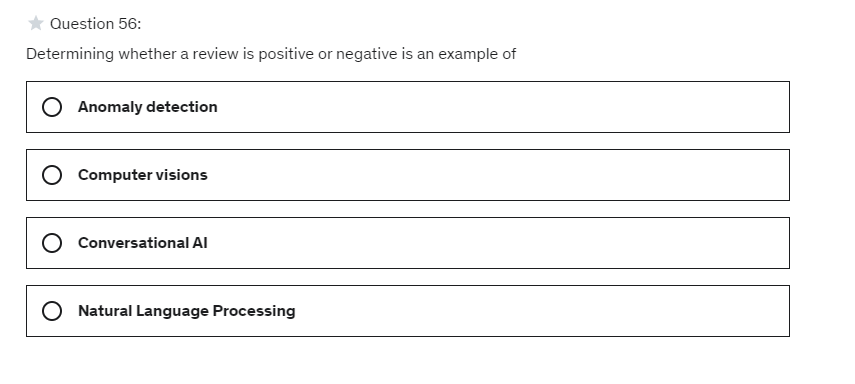 Question 56:
Determining whether a review is positive or negative is an example of
Anomaly detection
Computer visions
Conversational AI
Natural Language Processing